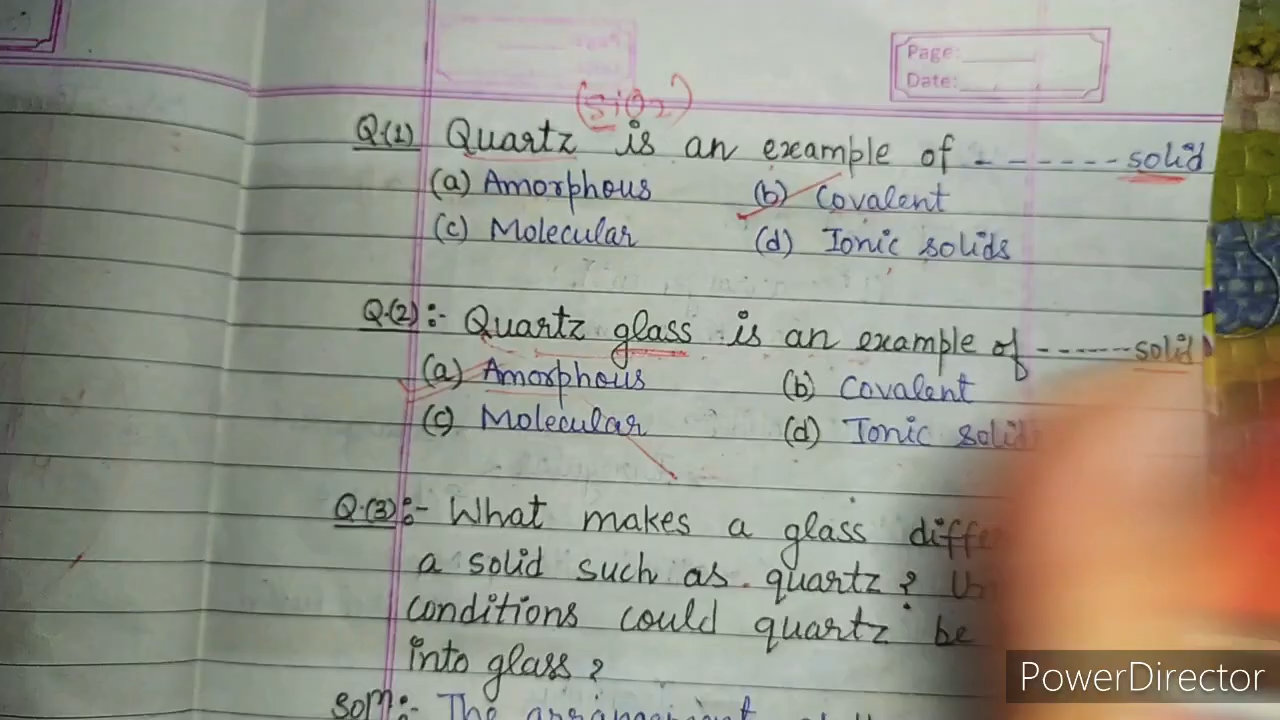 Page:
Date:
(SiO2)
Q.(1) Quartz is an example of - - - - - - - solid
(a) Amorphous (b) Covalent
(c) Molecular (d) Ionic solids
Q.(2):- Quartz glass is an example of - - - - - - - solid
(a) Amorphous (b) Covalent
(c) Molecular (d) Ionic
Q.(3):- What makes a glass
a solid such as quartz?
conditions could quartz be
into glass?
The
PowerDirector